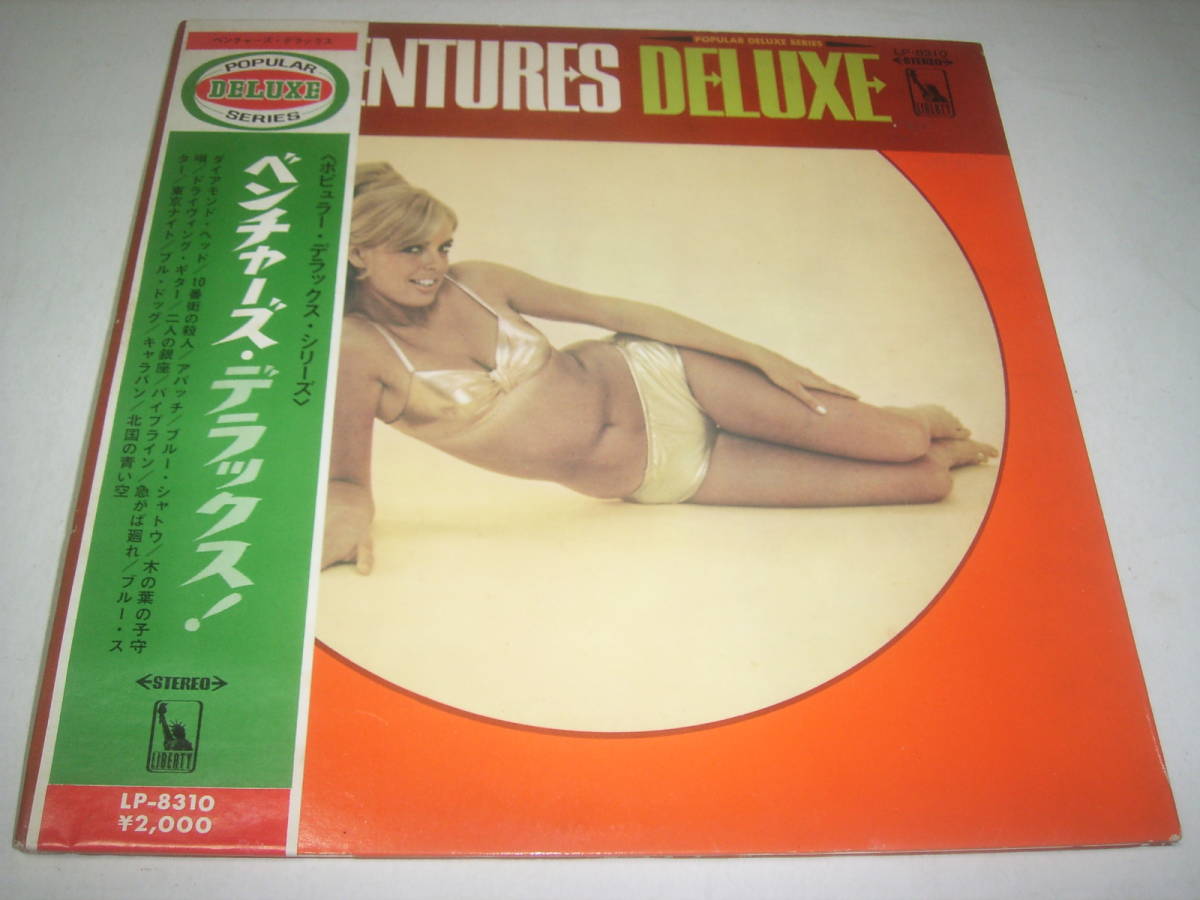 ベンチャーズ・デラックス
POPULAR
DELUXE
SERIES
〈ポピュラー・デラックス・シリーズ〉
ベンチャーズ・デラックス!
ダイアモンド・ヘッド/10番街の殺人/アパッチ/ブルー・シャトウ/木の葉の子守
唄/ドライヴィング・ギター/二人の銀座/パイプライン/急がば廻れ/ブルー・ス
ター/東京ナイト/ブル・ドッグ/キャラバン/北国の青い空
STEREO
LIBERTY
LP-8310
¥2,000
POPULAR DELUXE SERIES
ENTURES DELUXE
LP-8310
STEREO
LIBERTY